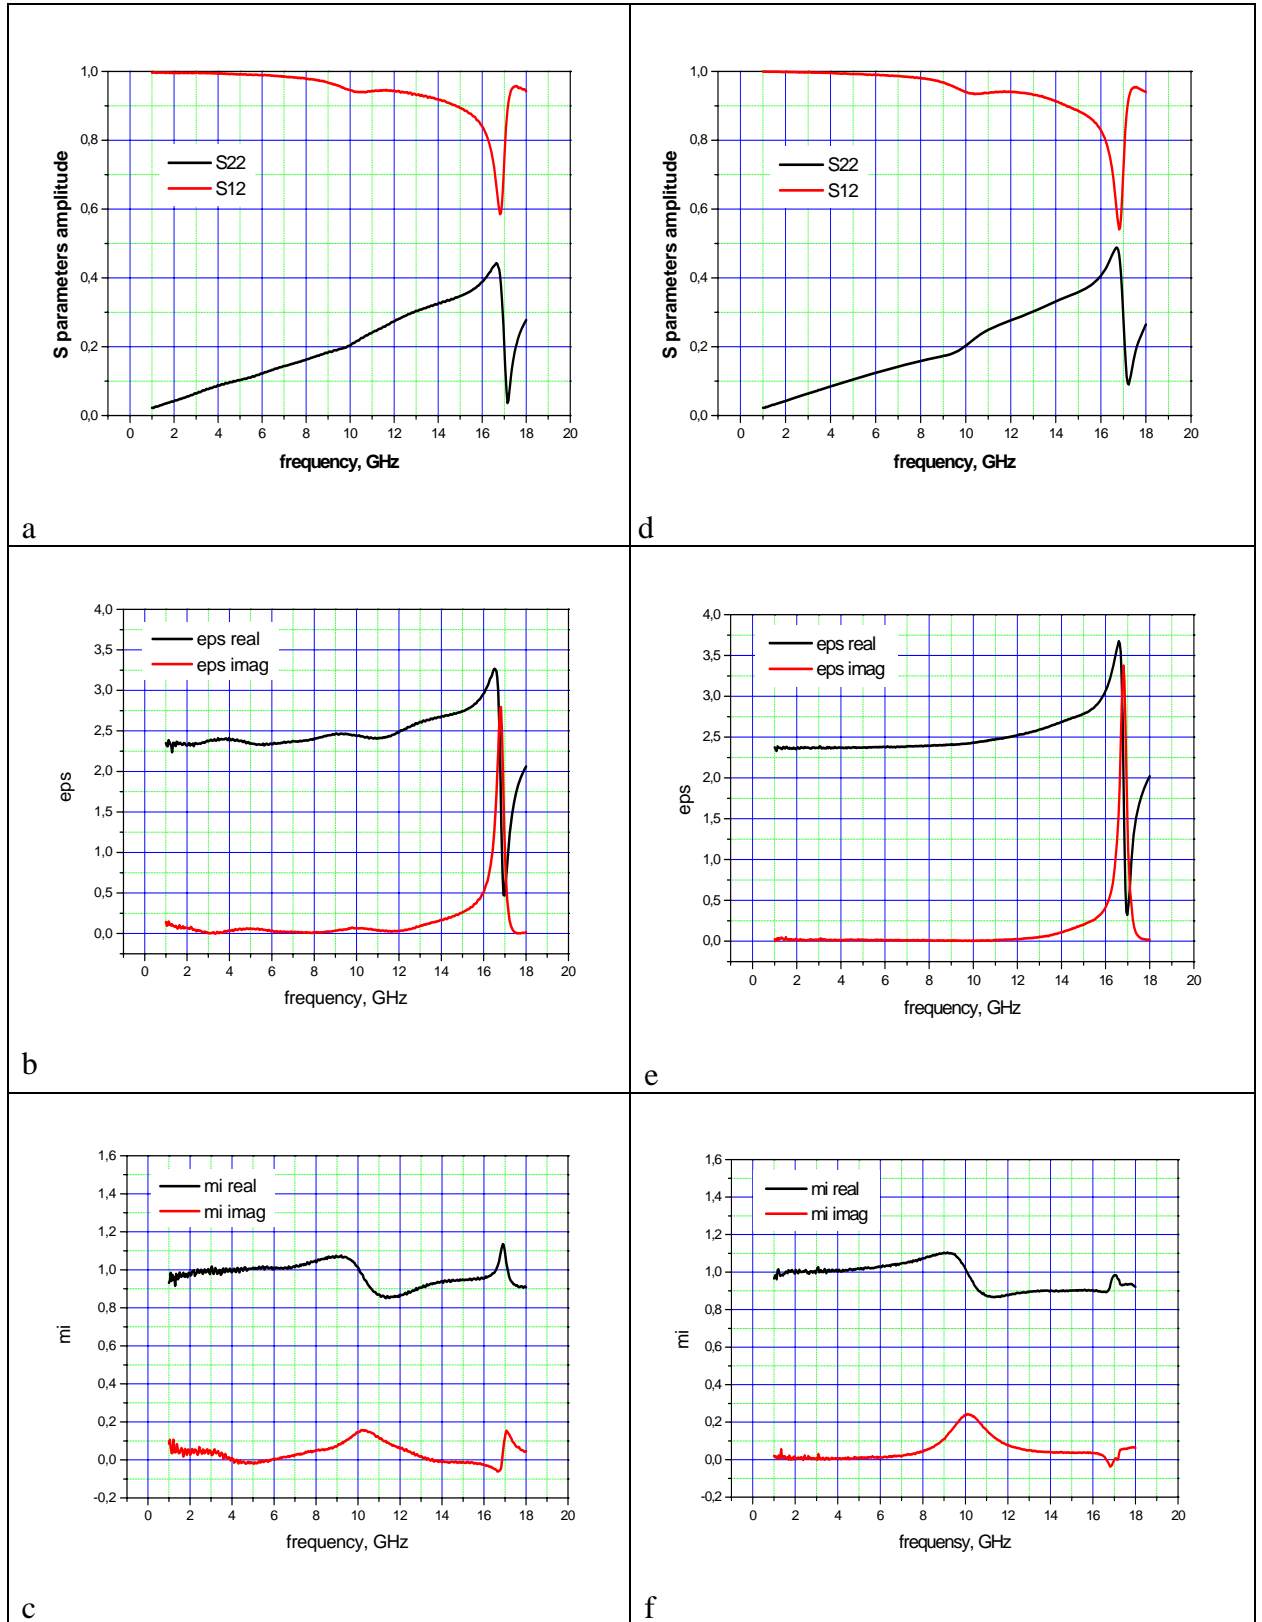 1,0
0,8
0,6
0,4
0,2
0,0
S parameters amplitude
S22
S12
0 2 4 6 8 10 12 14 16 18 20
frequency, GHz
a
1,0
0,8
0,6
0,4
0,2
0,0
S parameters amplitude
S22
S12
0 2 4 6 8 10 12 14 16 18 20
frequency, GHz
d
4,0
3,5
3,0
2,5
2,0
1,5
1,0
0,5
0,0
eps
eps real
eps imag
0 2 4 6 8 10 12 14 16 18 20
frequency, GHz
b
4,0
3,5
3,0
2,5
2,0
1,5
1,0
0,5
0,0
eps
eps real
eps imag
0 2 4 6 8 10 12 14 16 18 20
frequency, GHz
e
1,6
1,4
1,2
1,0
0,8
0,6
0,4
0,2
0,0
-0,2
mi
mi real
mi imag
0 2 4 6 8 10 12 14 16 18 20
frequency, GHz
c
1,6
1,4
1,2
1,0
0,8
0,6
0,4
0,2
0,0
-0,2
mi
mi real
mi imag
0 2 4 6 8 10 12 14 16 18 20
frequensy, GHz
f